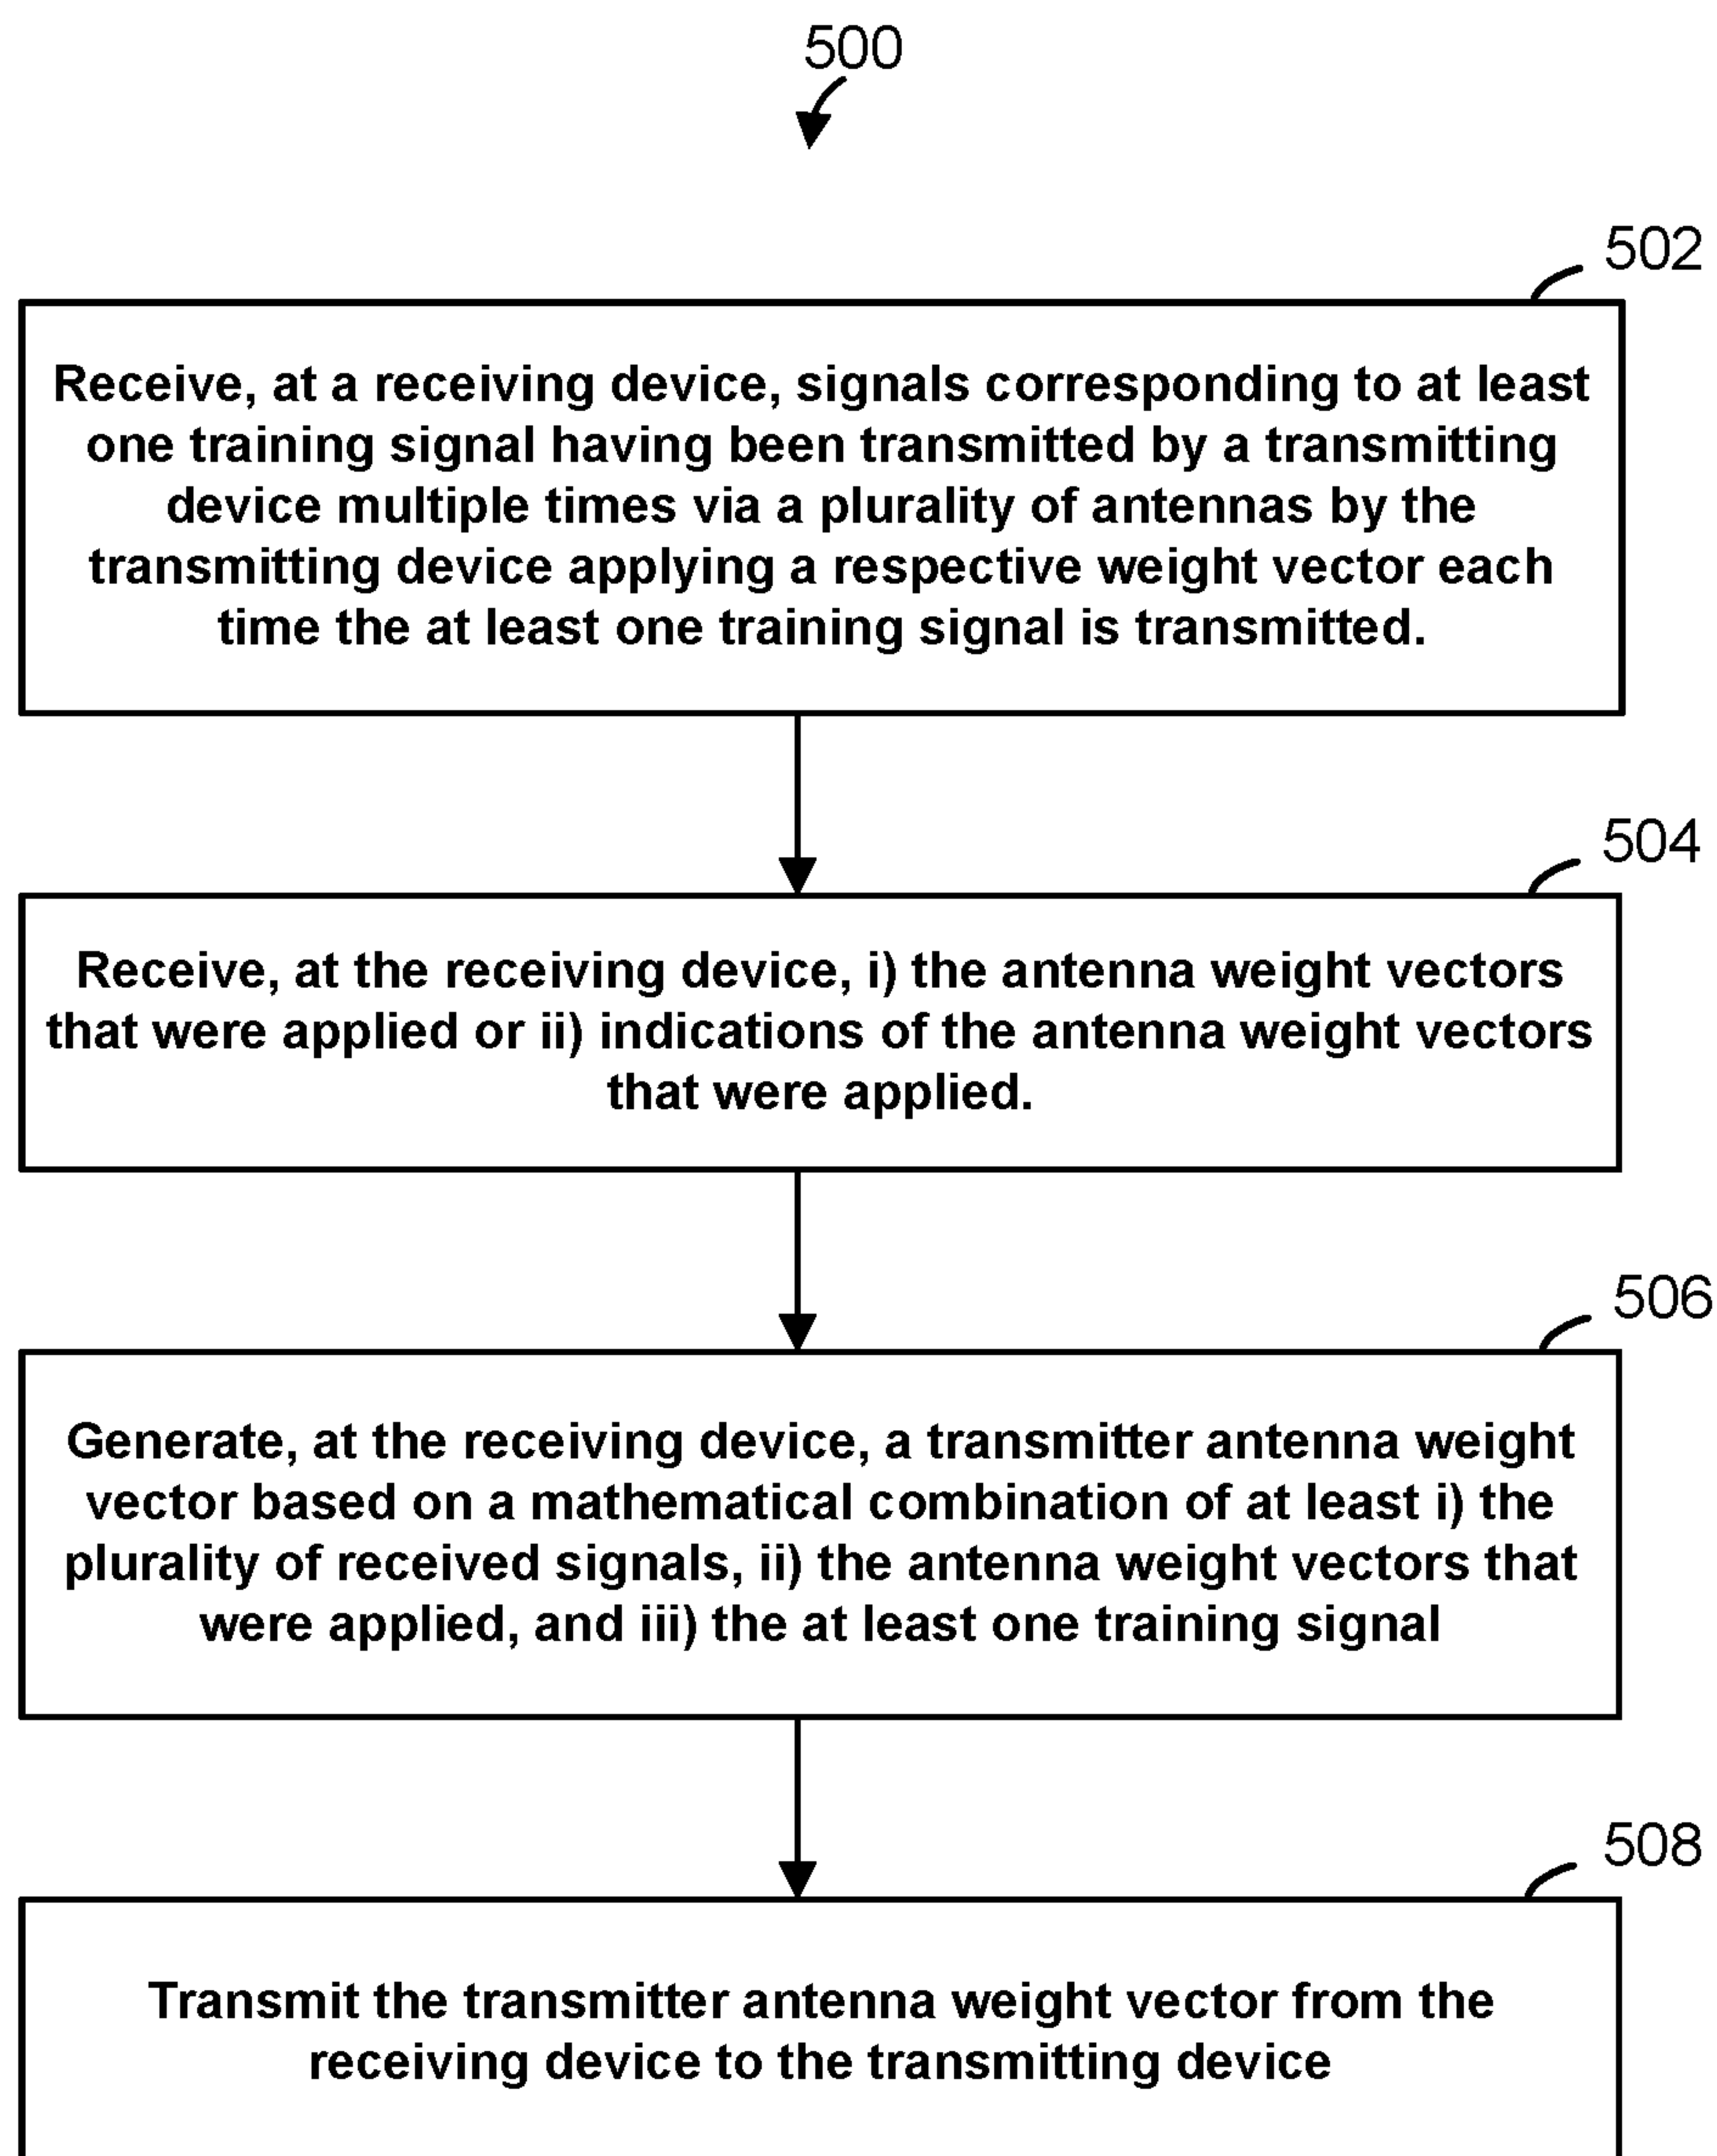 500
502
Receive, at a receiving device, signals corresponding to at least
one training signal having been transmitted by a transmitting
device multiple times via a plurality of antennas by the
transmitting device applying a respective weight vector each
time the at least one training signal is transmitted.
504
Receive, at the receiving device, i) the antenna weight vectors
that were applied or ii) indications of the antenna weight vectors
that were applied.
506
Generate, at the receiving device, a transmitter antenna weight
vector based on a mathematical combination of at least i) the
plurality of received signals, ii) the antenna weight vectors that
were applied, and iii) the at least one training signal
508
Transmit the transmitter antenna weight vector from the
receiving device to the transmitting device